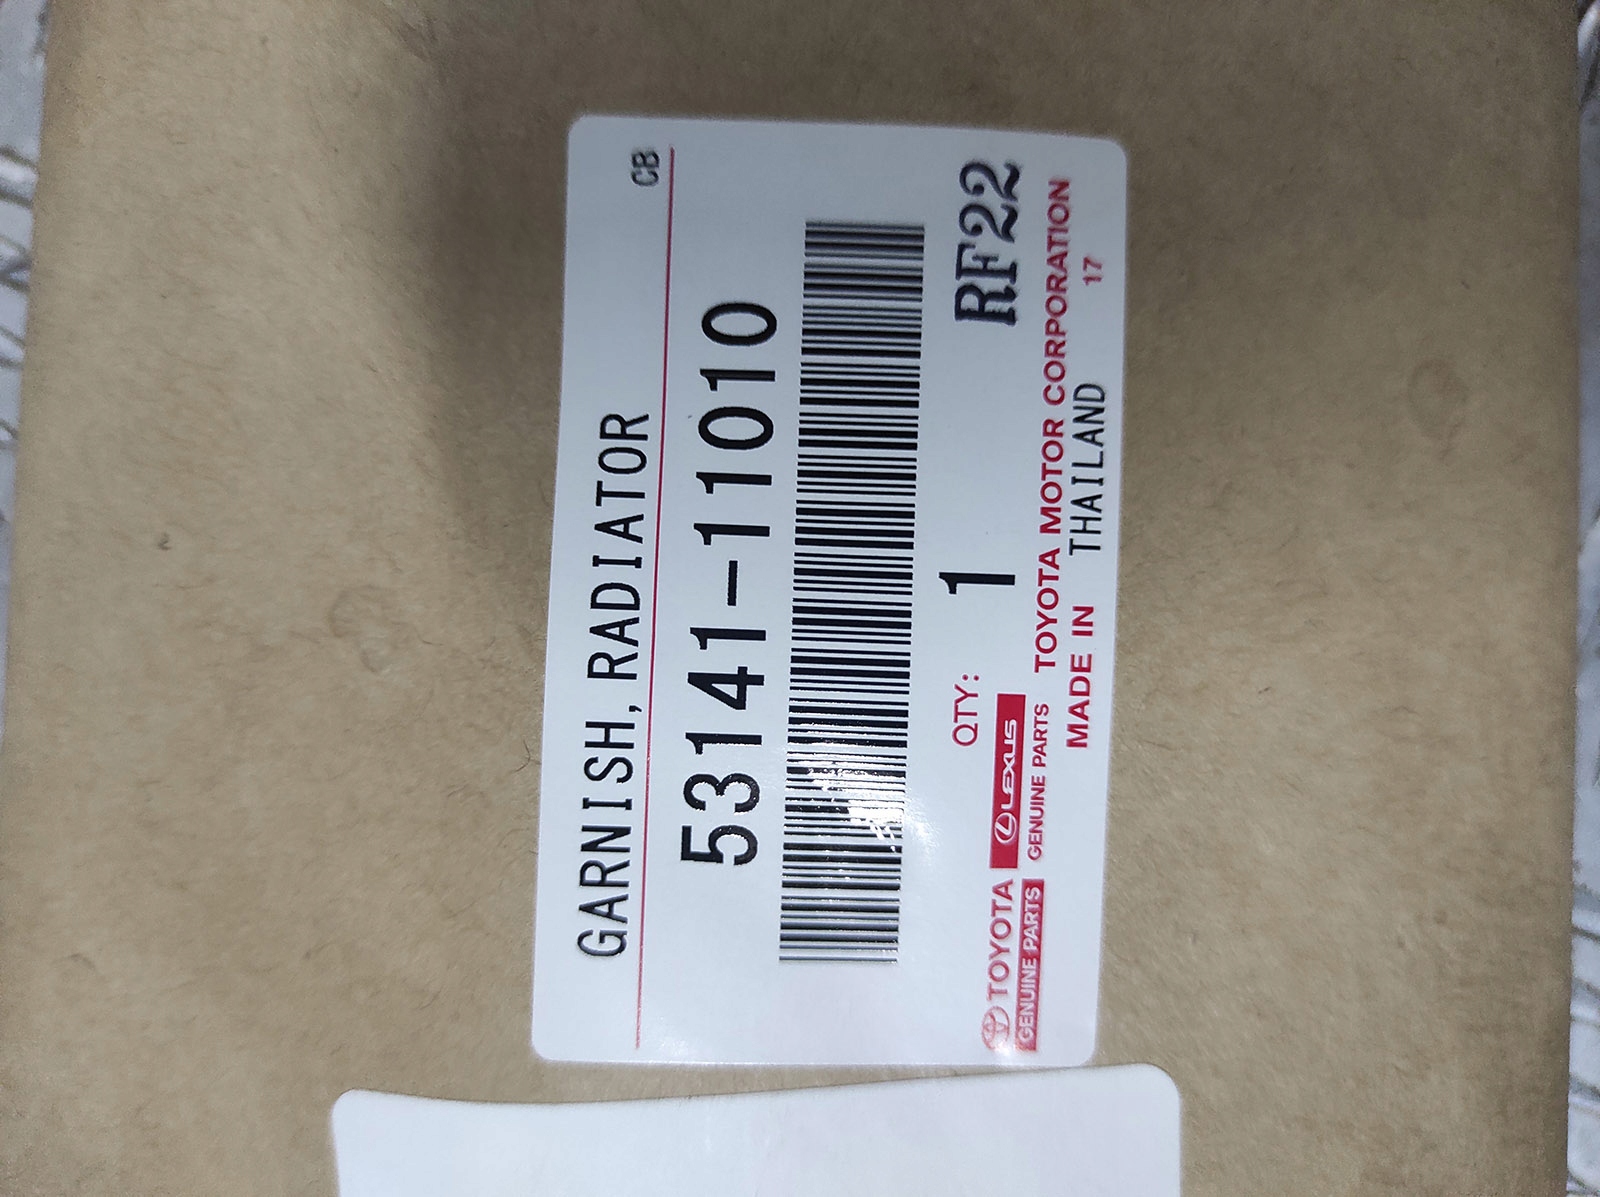 CB
GARNISH, RADIATOR
53141-11010
QTY: 1
RF22
TOYOTA
GENUINE PARTS
LEXUS
GENUINE PARTS
TOYOTA MOTOR CORPORATION
MADE IN THAILAND
17